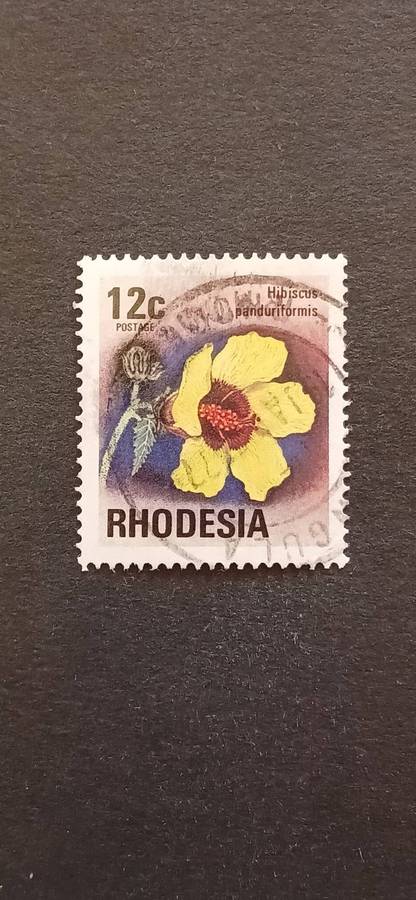 12c
POSTAGE
Hibiscus
panduriformis
RHODESIA